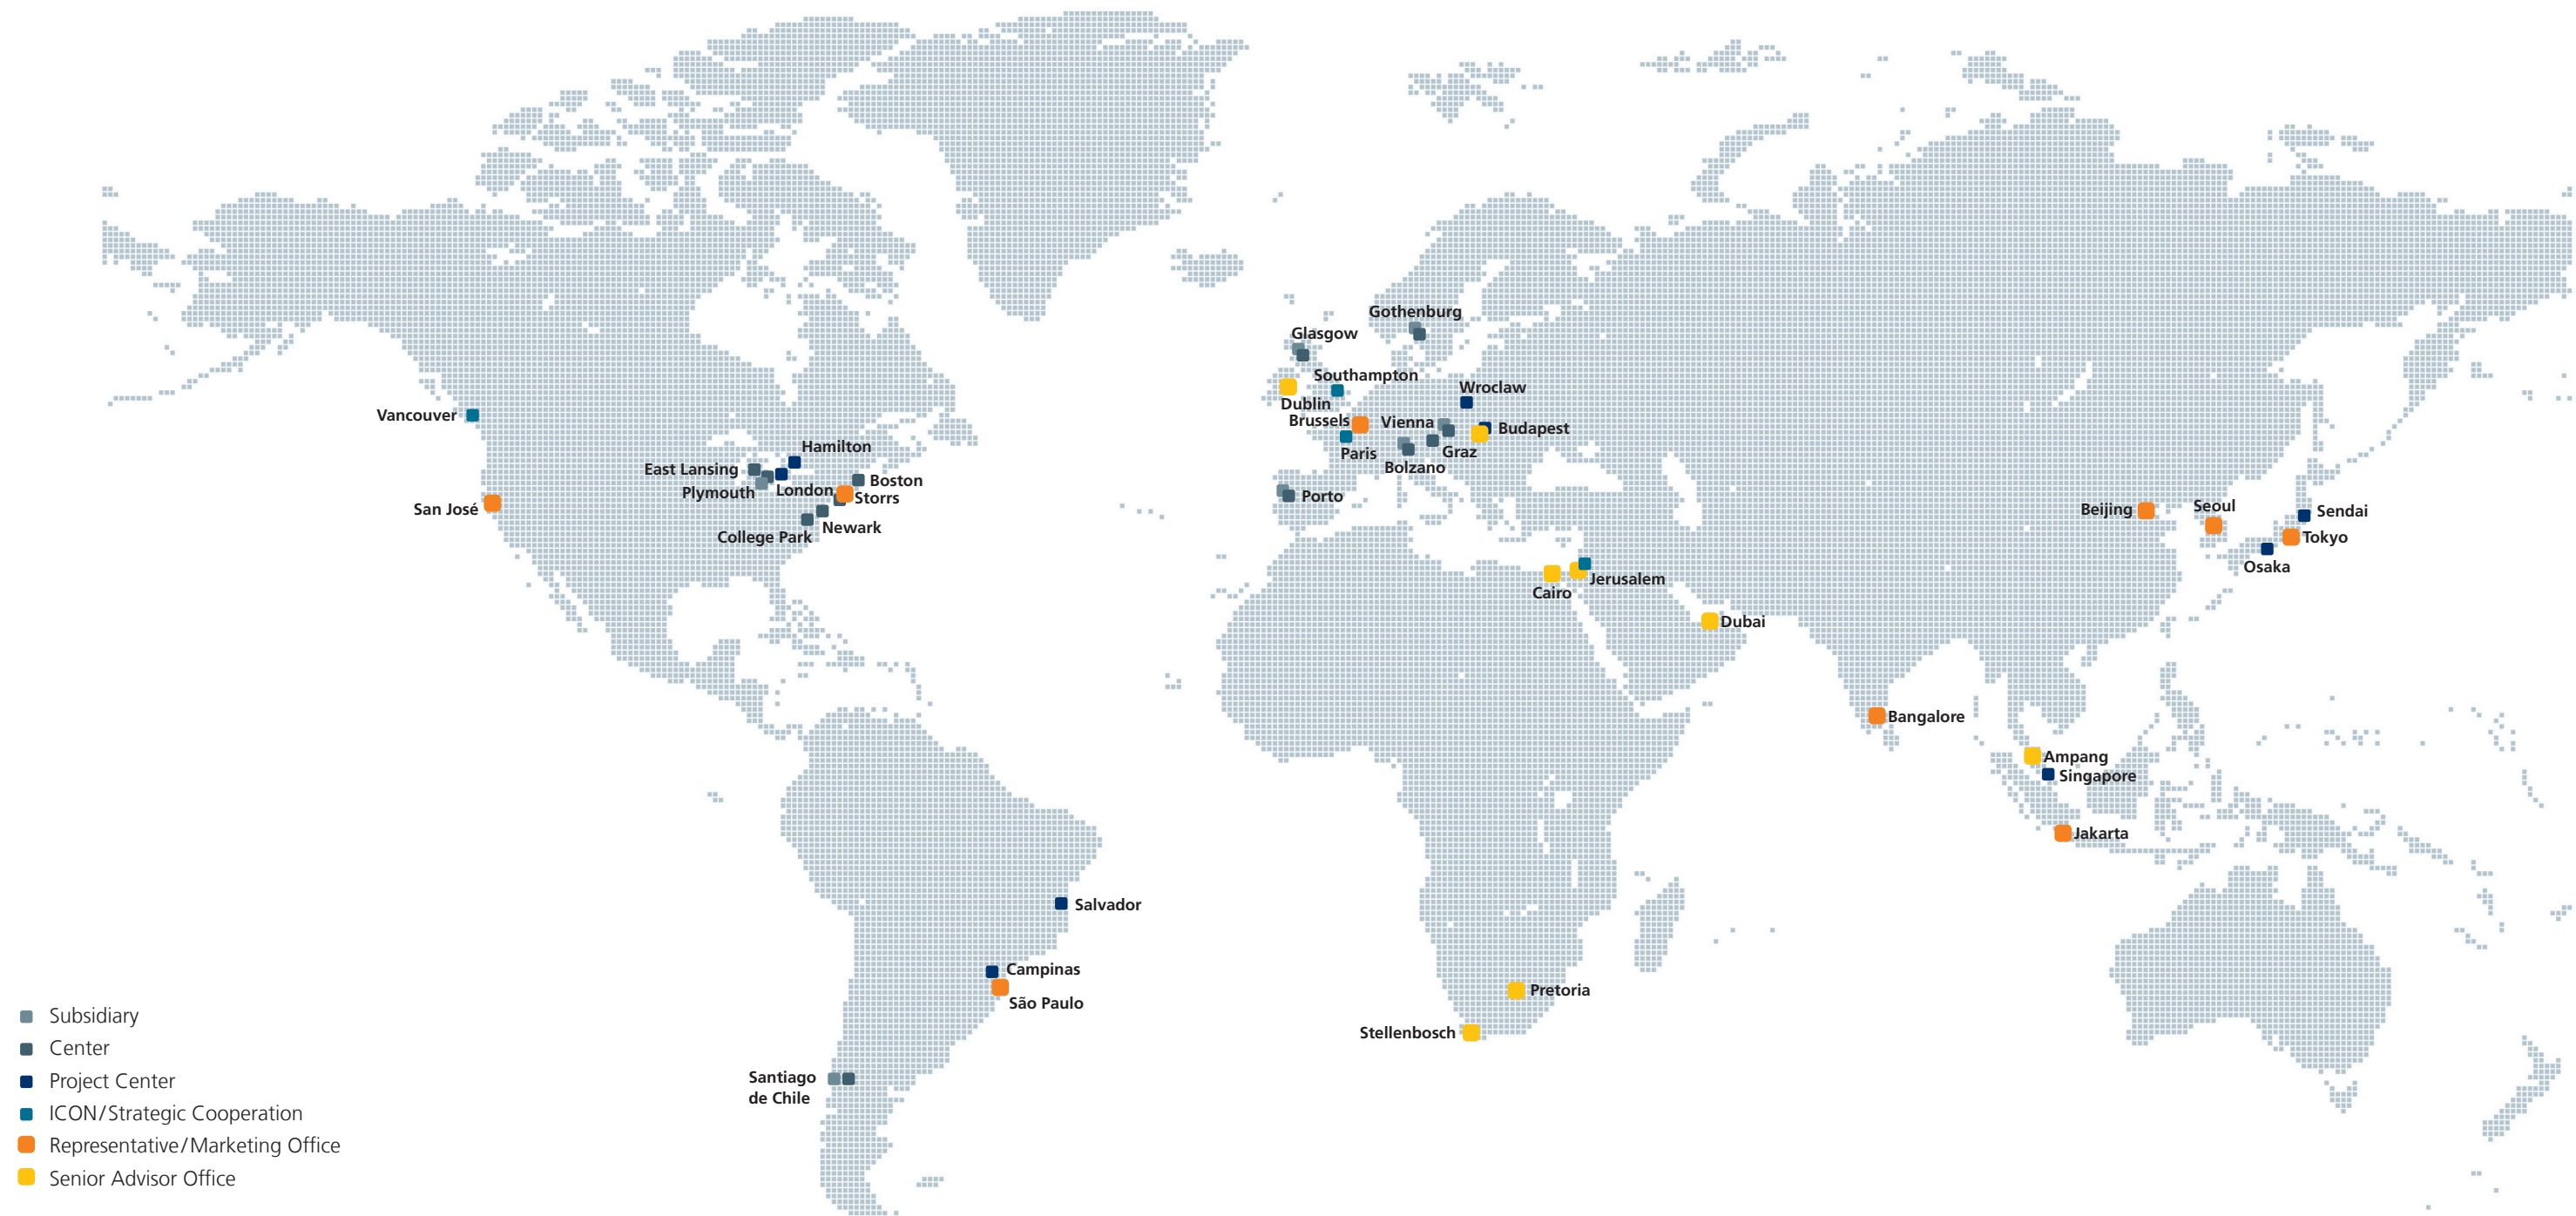 Gothenburg
Glasgow
Southampton
Wroclaw
Dublin
Vancouver
Brussels
Vienna
Budapest
Hamilton
Paris
Graz
East Lansing
Bolzano
Plymouth
London
Boston
Storrs
Porto
San José
Newark
College Park
Beijing
Seoul
Sendai
Tokyo
Osaka
Jerusalem
Cairo
Dubai
Bangalore
Ampang
Singapore
Jakarta
Salvador
Campinas
São Paulo
Pretoria
Stellenbosch
Santiago
de Chile
Subsidiary
Center
Project Center
ICON/Strategic Cooperation
Representative/Marketing Office
Senior Advisor Office